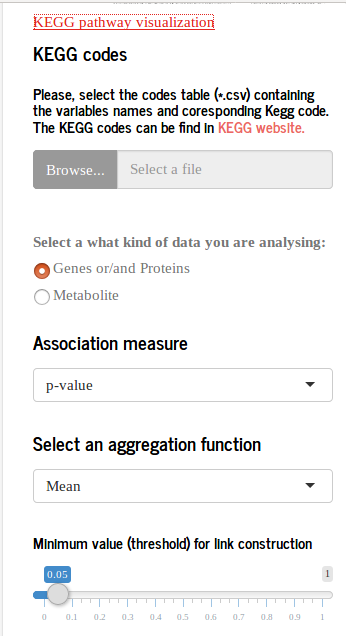 KEGG pathway visualization
KEGG codes
Please, select the codes table (*.csv) containing
the variables names and coresponding Kegg code.
The KEGG codes can be find in KEGG website.
Browse... Select a file
Select a what kind of data you are analysing:
Genes or/and Proteins
Metabolite
Association measure
p-value
Select an aggregation function
Mean
Minimum value (threshold) for link construction
0.05 1
0 0.1 0.2 0.3 0.4 0.5 0.6 0.7 0.8 0.9 1